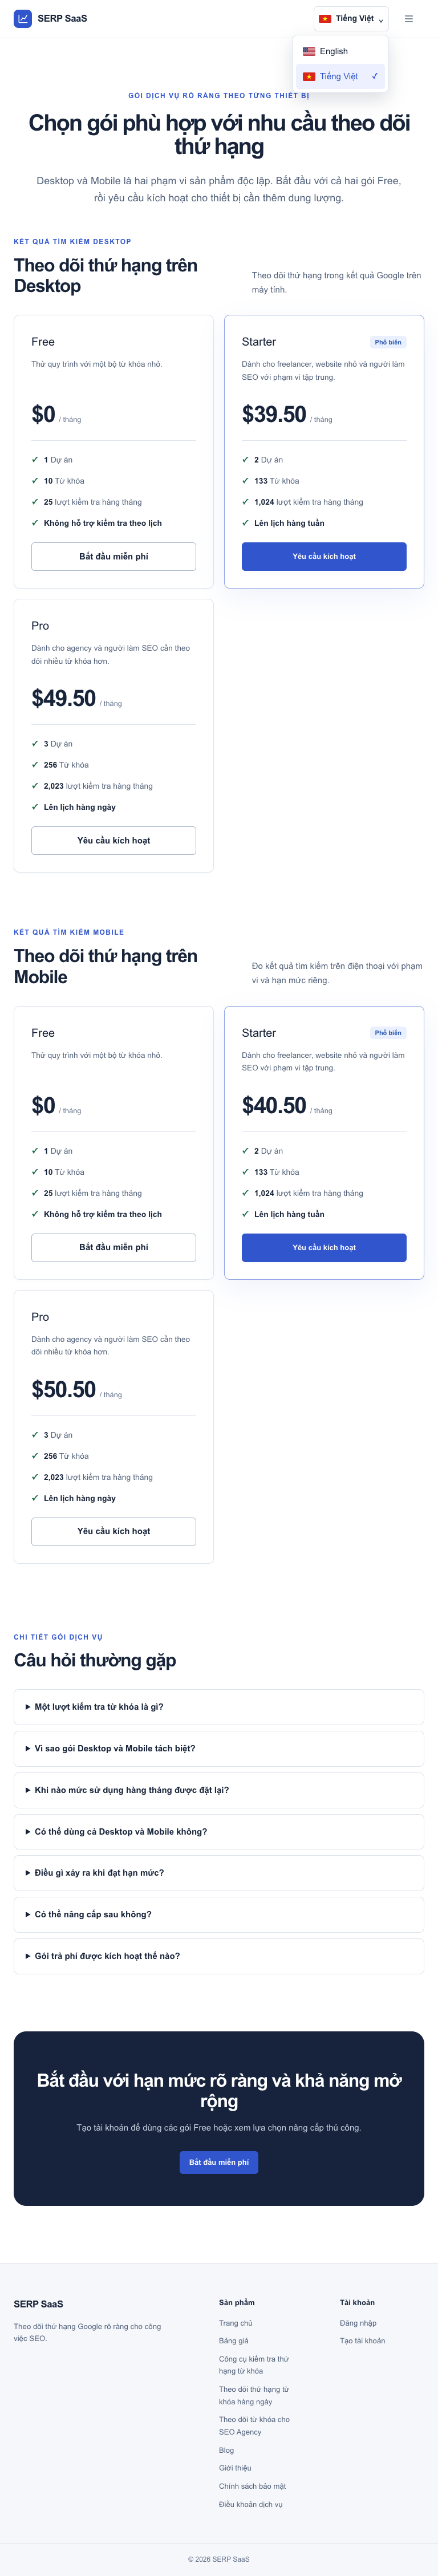 SERP SaaS
Tiếng Việt
English
Tiếng Việt
GÓI DỊCH VỤ RÕ RÀNG THEO TỪNG THIẾT BỊ
Chọn gói phù hợp với nhu cầu theo dõi
thứ hạng
Desktop và Mobile là hai phạm vi sản phẩm độc lập. Bắt đầu với cả hai gói Free,
rồi yêu cầu kích hoạt cho thiết bị cần thêm dung lượng.
KẾT QUẢ TÌM KIẾM DESKTOP
Theo dõi thứ hạng trên
Desktop
Theo dõi thứ hạng trong kết quả Google trên
máy tính.
Free
Thử quy trình với một bộ từ khóa nhỏ.
$0 / tháng
✓ 1 Dự án
✓ 10 Từ khóa
✓ 25 lượt kiểm tra hàng tháng
✓ Không hỗ trợ kiểm tra theo lịch
Bắt đầu miễn phí
Starter
Phổ biến
Dành cho freelancer, website nhỏ và người làm
SEO với phạm vi tập trung.
$39.50 / tháng
✓ 2 Dự án
✓ 133 Từ khóa
✓ 1,024 lượt kiểm tra hàng tháng
✓ Lên lịch hàng tuần
Yêu cầu kích hoạt
Pro
Dành cho agency và người làm SEO cần theo
dõi nhiều từ khóa hơn.
$49.50 / tháng
✓ 3 Dự án
✓ 256 Từ khóa
✓ 2,023 lượt kiểm tra hàng tháng
✓ Lên lịch hàng ngày
Yêu cầu kích hoạt
KẾT QUẢ TÌM KIẾM MOBILE
Theo dõi thứ hạng trên
Mobile
Đo kết quả tìm kiếm trên điện thoại với phạm
vi và hạn mức riêng.
Free
Thử quy trình với một bộ từ khóa nhỏ.
$0 / tháng
✓ 1 Dự án
✓ 10 Từ khóa
✓ 25 lượt kiểm tra hàng tháng
✓ Không hỗ trợ kiểm tra theo lịch
Bắt đầu miễn phí
Starter
Phổ biến
Dành cho freelancer, website nhỏ và người làm
SEO với phạm vi tập trung.
$40.50 / tháng
✓ 2 Dự án
✓ 133 Từ khóa
✓ 1,024 lượt kiểm tra hàng tháng
✓ Lên lịch hàng tuần
Yêu cầu kích hoạt
Pro
Dành cho agency và người làm SEO cần theo
dõi nhiều từ khóa hơn.
$50.50 / tháng
✓ 3 Dự án
✓ 256 Từ khóa
✓ 2,023 lượt kiểm tra hàng tháng
✓ Lên lịch hàng ngày
Yêu cầu kích hoạt
CHI TIẾT GÓI DỊCH VỤ
Câu hỏi thường gặp
Một lượt kiểm tra từ khóa là gì?
Vì sao gói Desktop và Mobile tách biệt?
Khi nào mức sử dụng hàng tháng được đặt lại?
Có thể dùng cả Desktop và Mobile không?
Điều gì xảy ra khi đạt hạn mức?
Có thể nâng cấp sau không?
Gói trả phí được kích hoạt thế nào?
Bắt đầu với hạn mức rõ ràng và khả năng mở
rộng
Tạo tài khoản để dùng các gói Free hoặc xem lựa chọn nâng cấp thủ công.
Bắt đầu miễn phí
SERP SaaS
Theo dõi thứ hạng Google rõ ràng cho công
việc SEO.
Sản phẩm
Trang chủ
Bảng giá
Công cụ kiểm tra thứ
hạng từ khóa
Theo dõi thứ hạng từ
khóa hàng ngày
Theo dõi từ khóa cho
SEO Agency
Blog
Giới thiệu
Chính sách bảo mật
Điều khoản dịch vụ
Tài khoản
Đăng nhập
Tạo tài khoản
© 2026 SERP SaaS